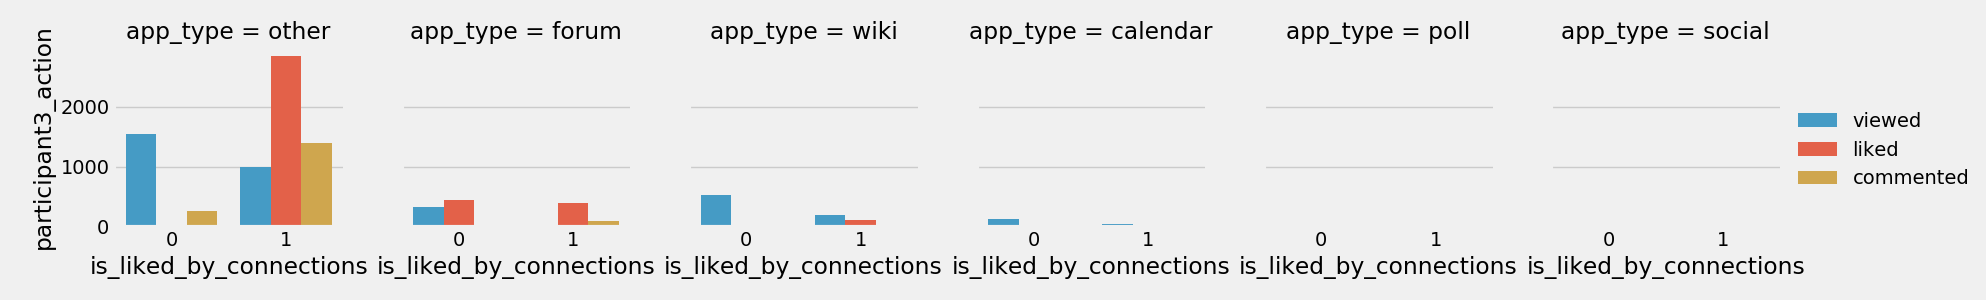 app_type = other
app_type = forum
app_type = wiki
app_type = calendar
app_type = poll
app_type = social
participant3_action
2000
1000
0
viewed
liked
commented
0 1
0 1
0 1
0 1
0 1
0 1
is_liked_by_connections
is_liked_by_connections
is_liked_by_connections
is_liked_by_connections
is_liked_by_connections
is_liked_by_connections